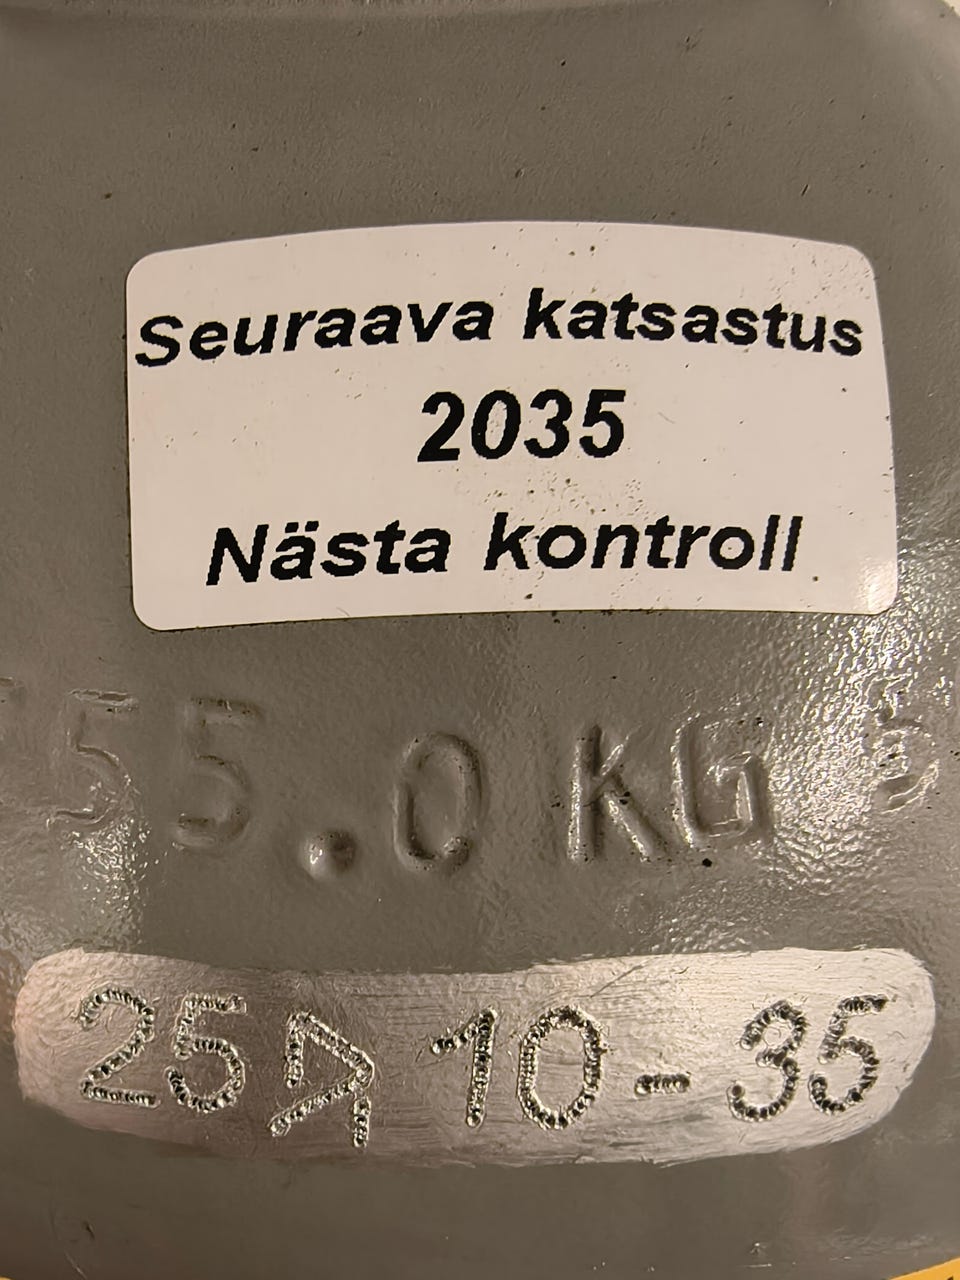 Seuraava katsastus
2035
Nästa kontroll
55.0 KG
25 10-35